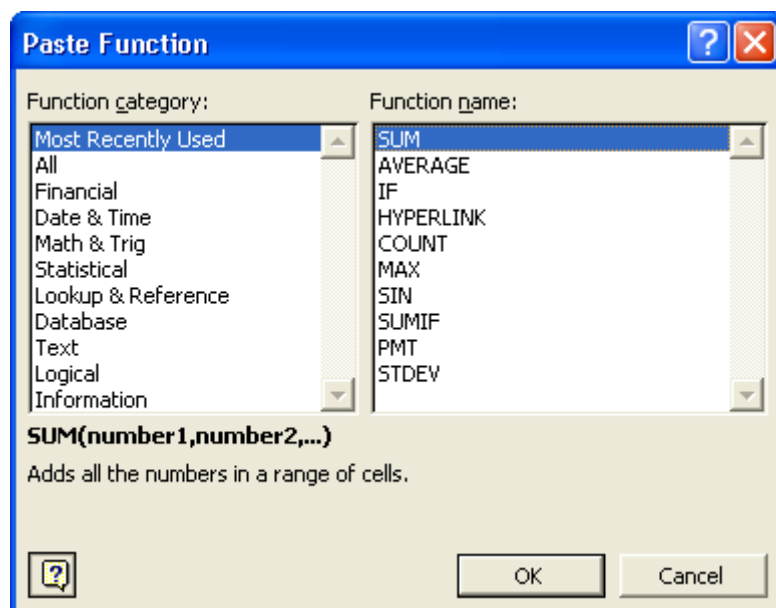 Paste Function
Function category:
Most Recently Used
All
Financial
Date & Time
Math & Trig
Statistical
Lookup & Reference
Database
Text
Logical
Information
Function name:
SUM
AVERAGE
IF
HYPERLINK
COUNT
MAX
SIN
SUMIF
PMT
STDEV
SUM(number1,number2,...)
Adds all the numbers in a range of cells.
OK
Cancel